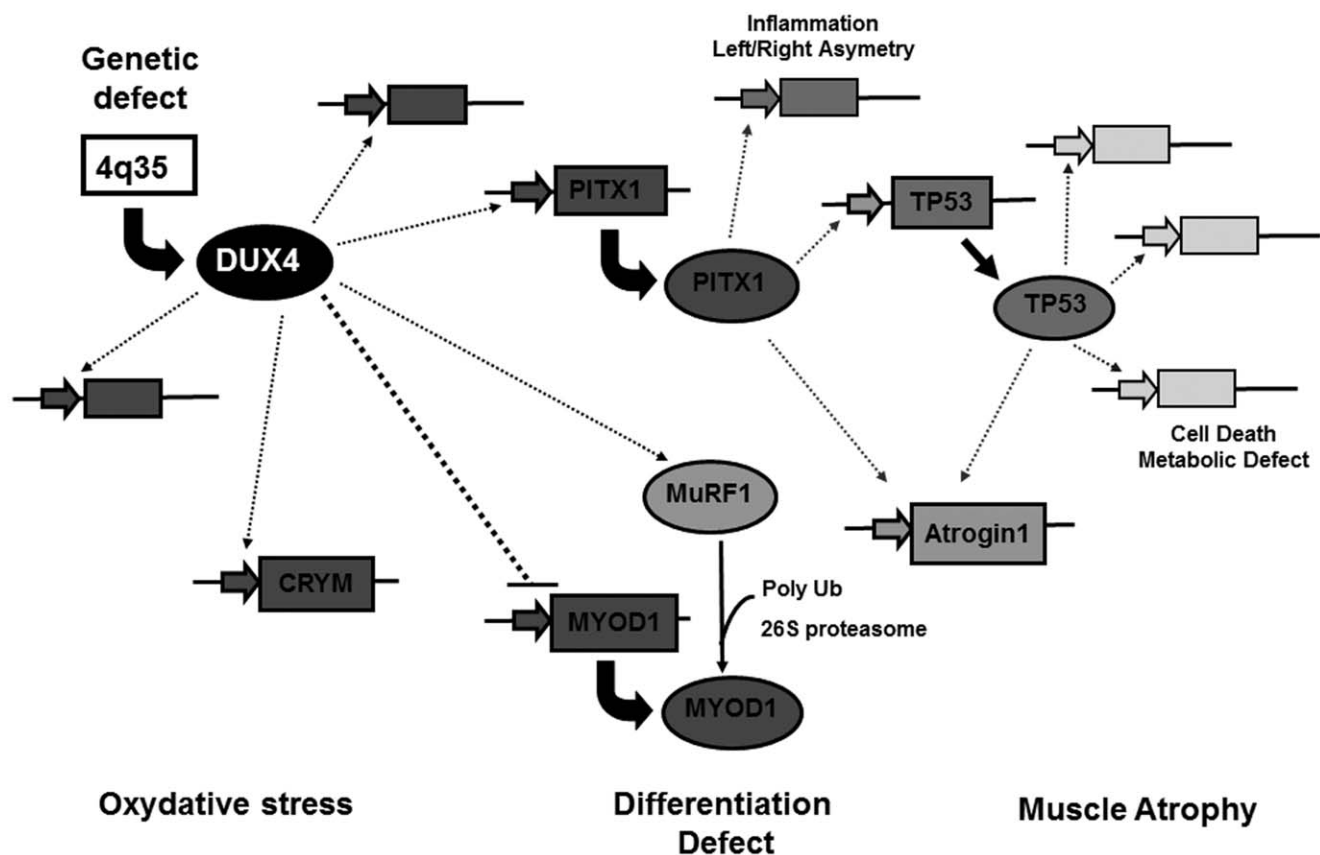 Inflammation
Left/Right Asymetry
Genetic
defect
4q35
PITX1
TP53
DUX4
PITX1
TP53
Cell Death
Metabolic Defect
MuRF1
Atrogin1
CRYM
Poly Ub
MYOD1
26S proteasome
MYOD1
Oxydative stress
Differentiation
Defect
Muscle Atrophy